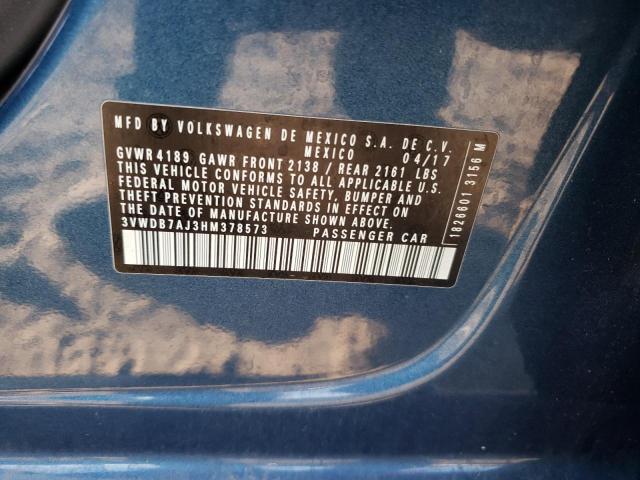 MFD BY VOLKSWAGEN DE MEXICO S.A. DE C.V.
MEXICO 04/17
GVWR 4189 GAWR FRONT 2138 / REAR 2161 LBS
THIS VEHICLE CONFORMS TO ALL APPLICABLE U.S.
FEDERAL MOTOR VEHICLE SAFETY, BUMPER AND
THEFT PREVENTION STANDARDS IN EFFECT ON
THE DATE OF MANUFACTURE SHOWN ABOVE.
3VWDB7AJ3HM378573 PASSENGER CAR
1826601 3156 M